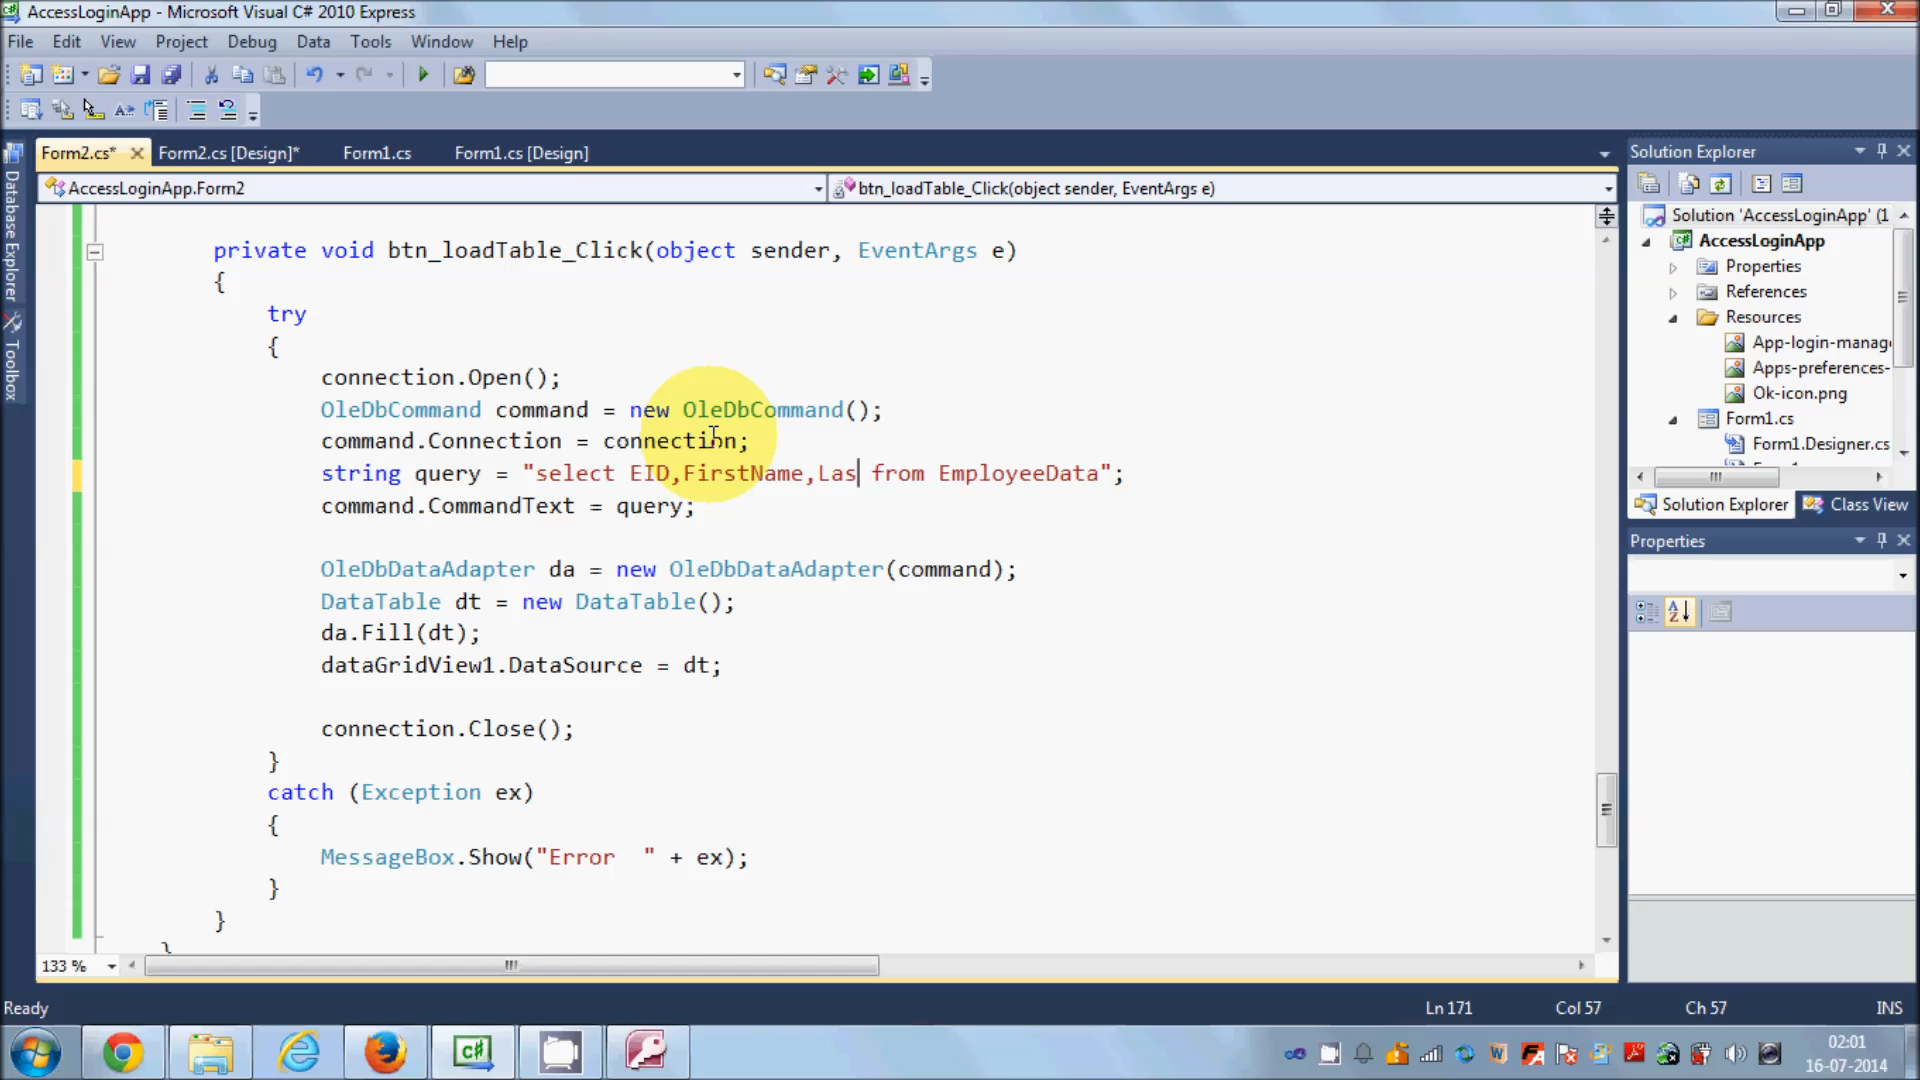 AccessLoginApp - Microsoft Visual C# 2010 Express
File Edit View Project Debug Data Tools Window Help
Form2.cs* Form2.cs [Design]* Form1.cs Form1.cs [Design]
AccessLoginApp.Form2 btn_loadTable_Click(object sender, EventArgs e)
Database Explorer
Toolbox
private void btn_loadTable_Click(object sender, EventArgs e)
{
try
{
connection.Open();
OleDbCommand command = new OleDbCommand();
command.Connection = connection;
string query = "select EID,FirstName,Las from EmployeeData";
command.CommandText = query;
OleDbDataAdapter da = new OleDbDataAdapter(command);
DataTable dt = new DataTable();
da.Fill(dt);
dataGridView1.DataSource = dt;
connection.Close();
}
catch (Exception ex)
{
MessageBox.Show("Error  " + ex);
}
}
}
133 %
Solution Explorer
Solution 'AccessLoginApp' (1
AccessLoginApp
Properties
References
Resources
App-login-manag
Apps-preferences-
Ok-icon.png
Form1.cs
Form1.Designer.cs
Solution Explorer Class View
Properties
Ready Ln 171 Col 57 Ch 57 INS
02:01
16-07-2014